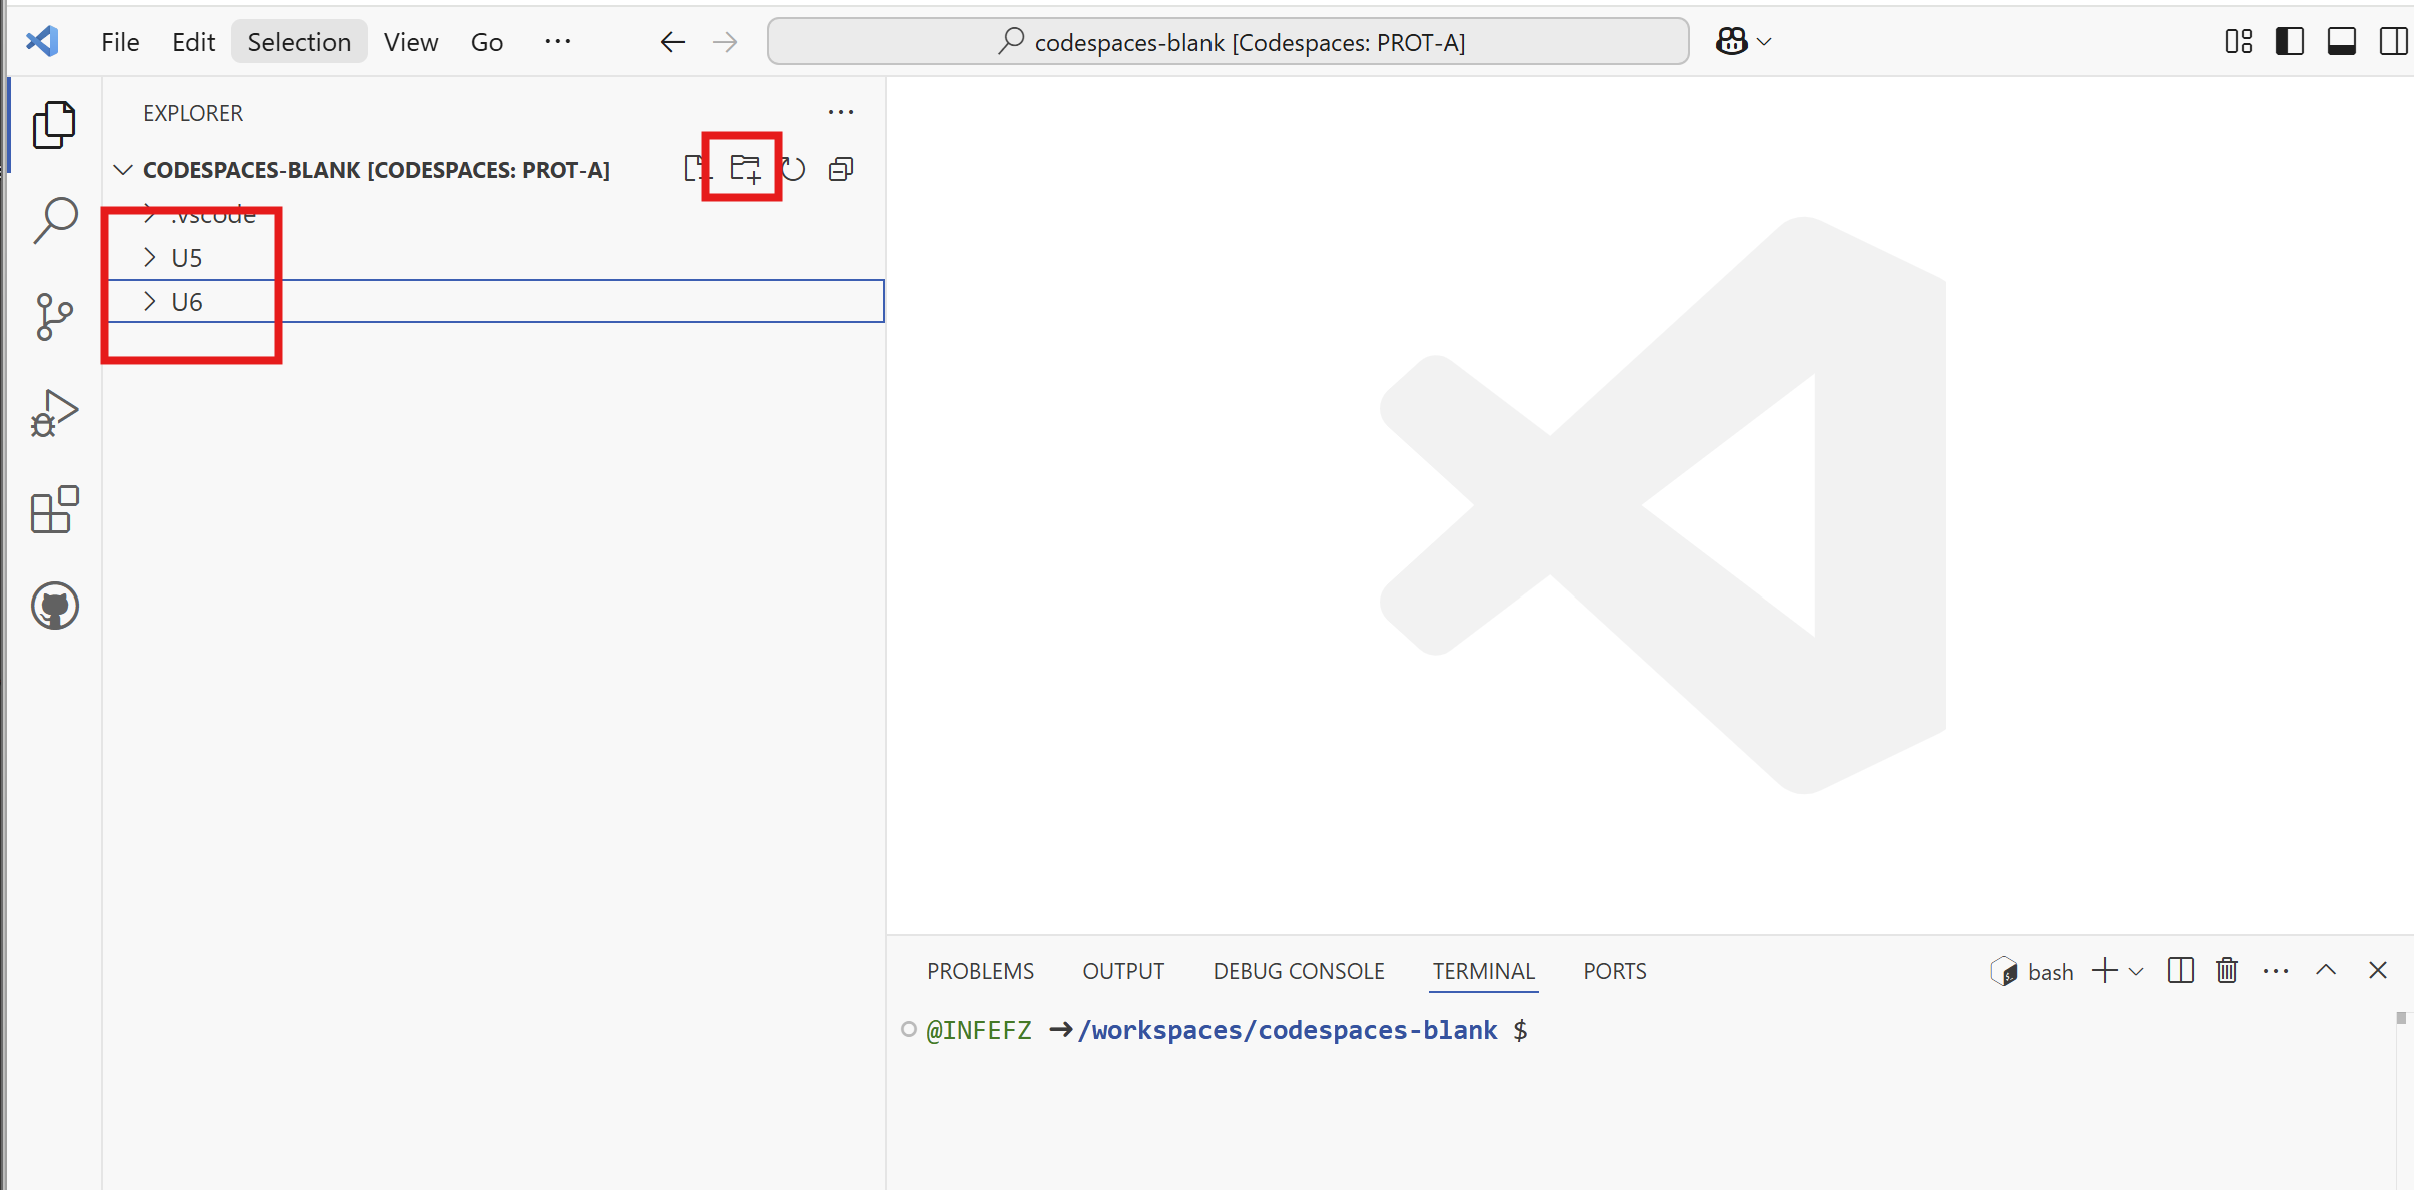 File Edit Selection View Go ··· codespaces-blank [Codespaces: PROT-A]
EXPLORER
CODESPACES-BLANK [CODESPACES: PROT-A]
.vscode
U5
U6
PROBLEMS OUTPUT DEBUG CONSOLE TERMINAL PORTS bash
@INFEFZ ➜/workspaces/codespaces-blank $